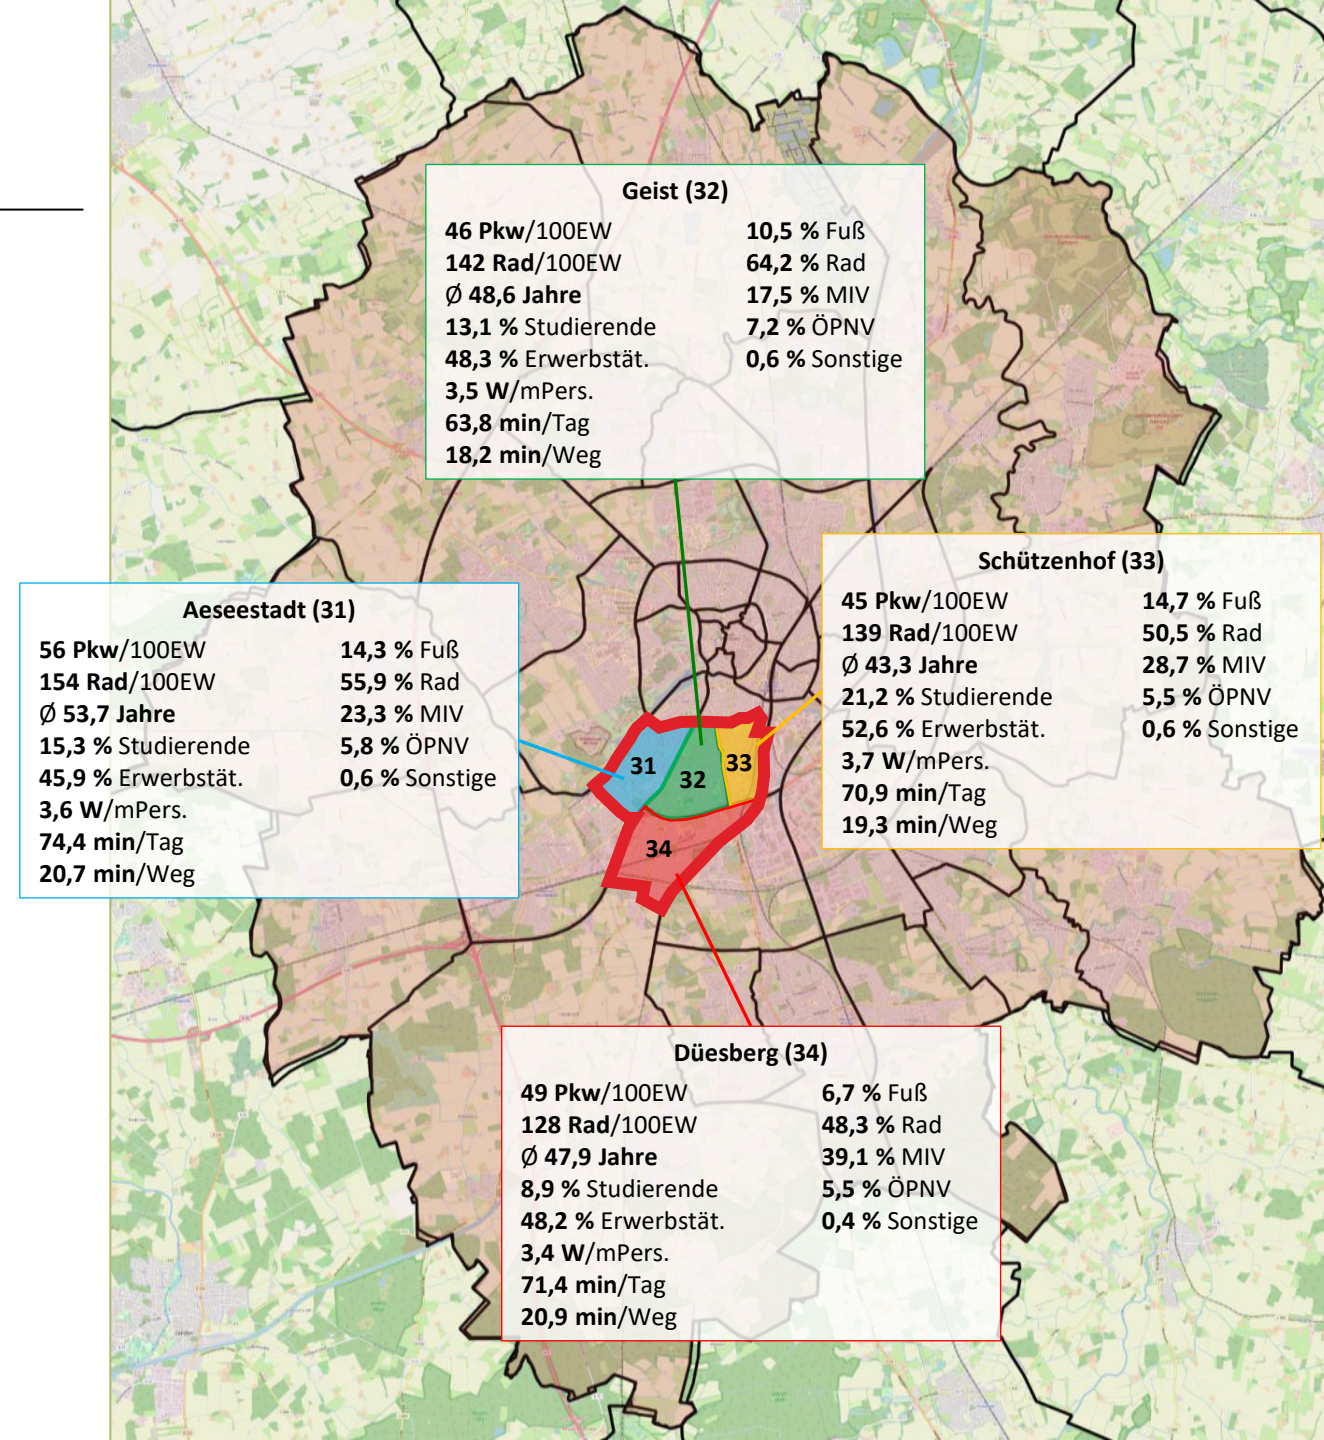 Geist (32)
46 Pkw/100EW
142 Rad/100EW
Ø 48,6 Jahre
13,1 % Studierende
48,3 % Erwerbstät.
3,5 W/mPers.
63,8 min/Tag
18,2 min/Weg
10,5 % Fuß
64,2 % Rad
17,5 % MIV
7,2 % ÖPNV
0,6 % Sonstige
Schützenhof (33)
45 Pkw/100EW
139 Rad/100EW
Ø 43,3 Jahre
21,2 % Studierende
52,6 % Erwerbstät.
3,7 W/mPers.
70,9 min/Tag
19,3 min/Weg
14,7 % Fuß
50,5 % Rad
28,7 % MIV
5,5 % ÖPNV
0,6 % Sonstige
Aeseestadt (31)
56 Pkw/100EW
154 Rad/100EW
Ø 53,7 Jahre
15,3 % Studierende
45,9 % Erwerbstät.
3,6 W/mPers.
74,4 min/Tag
20,7 min/Weg
14,3 % Fuß
55,9 % Rad
23,3 % MIV
5,8 % ÖPNV
0,6 % Sonstige
31
32
33
34
Düesberg (34)
49 Pkw/100EW
128 Rad/100EW
Ø 47,9 Jahre
8,9 % Studierende
48,2 % Erwerbstät.
3,4 W/mPers.
71,4 min/Tag
20,9 min/Weg
6,7 % Fuß
48,3 % Rad
39,1 % MIV
5,5 % ÖPNV
0,4 % Sonstige